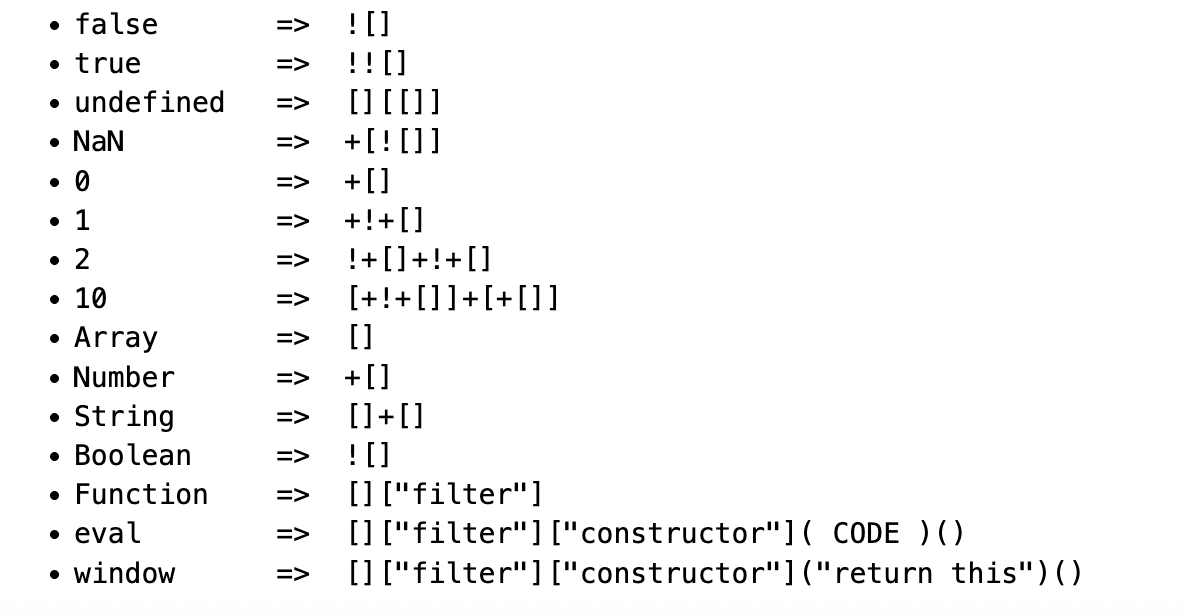 • false => ![]
• true => !![]
• undefined => [][[]]
• NaN => +[![]]
• 0 => +[]
• 1 => +!+[]
• 2 => !+[]+!+[]
• 10 => [+!+[]]+[+[]]
• Array => []
• Number => +[]
• String => []+[]
• Boolean => ![]
• Function => []["filter"]
• eval => []["filter"]["constructor"]( CODE )()
• window => []["filter"]["constructor"]("return this")()